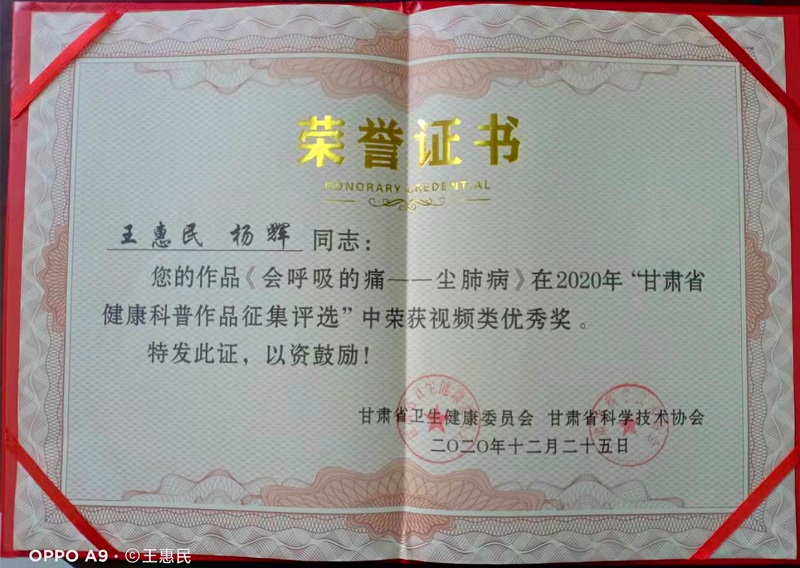 荣誉证书
HONORARY CREDENTIAL
王惠民 杨辉 同志：
您的作品《会呼吸的痛——尘肺病》在2020年“甘肃省
健康科普作品征集评选”中荣获视频类优秀奖。
特发此证，以资鼓励！
甘肃省卫生健康委员会 甘肃省科学技术协会
二〇二〇年十二月二十五日
OPPO A9 · ©王惠民